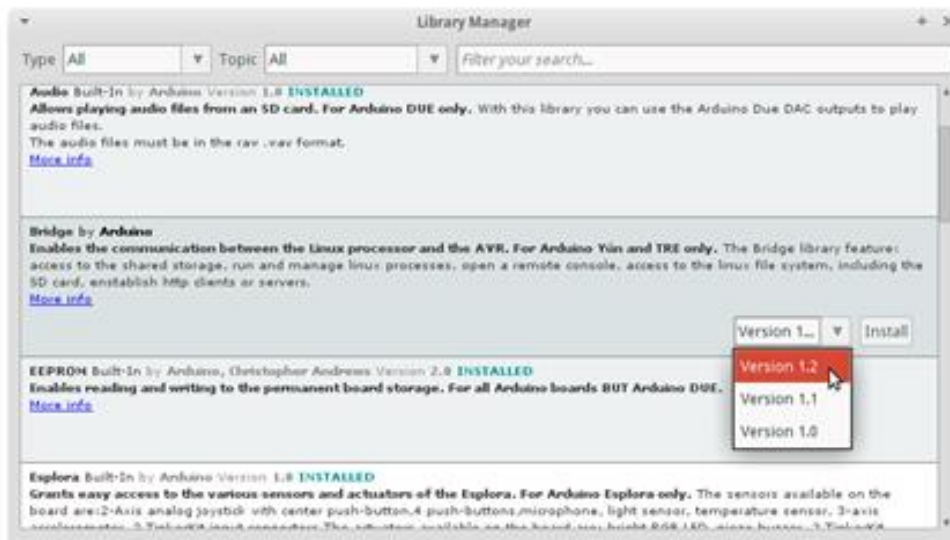 Library Manager
Type All Topic All Filter your search...
Audio Built-In by Arduino Version 1.0 INSTALLED
Allows playing audio files from an SD card. For Arduino DUE only. With this library you can use the Arduino Due DAC outputs to play
audio files.
The audio files must be in the raw .wav format.
More info
Bridge by Arduino
Enables the communication between the Linux processor and the AVR. For Arduino Yún and TRE only. The Bridge library feature:
access to the shared storage, run and manage linux processes, open a remote console, access to the linux file system, including the
SD card, enstablish http clients or servers.
More info
Version 1... Install
Version 1.2
Version 1.1
Version 1.0
EEPROM Built-In by Arduino, Christopher Andrews Version 2.0 INSTALLED
Enables reading and writing to the permanent board storage. For all Arduino boards BUT Arduino DUE.
More info
Esplora Built-In by Arduino Version 1.0 INSTALLED
Grants easy access to the various sensors and actuators of the Esplora. For Arduino Esplora only. The sensors available on the
board are:2-Axis analog joystick with center push-button,4 push-buttons,microphone, light sensor, temperature sensor, 3-axis